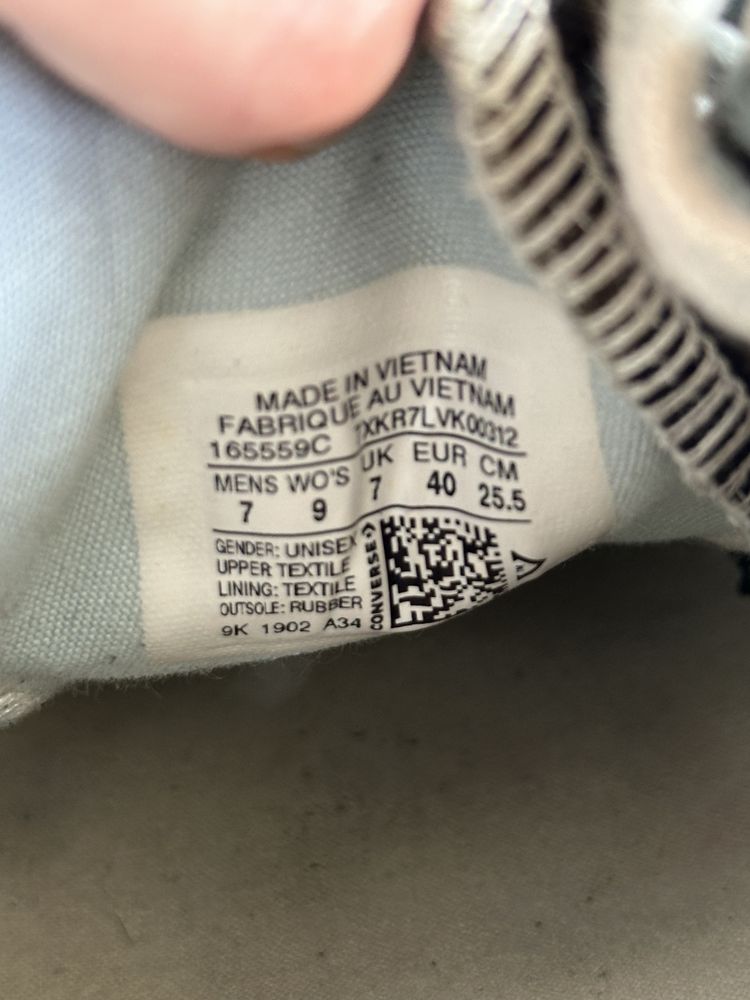 MADE IN VIETNAM
FABRIQUE AU VIETNAM
165559C 7XKR7LVK00312
MENS WO'S UK EUR CM
7 9 7 40 25.5
GENDER: UNISEX
UPPER TEXTILE
LINING: TEXTILE
OUTSOLE: RUBBER
9K 1902 A34
CONVERSE